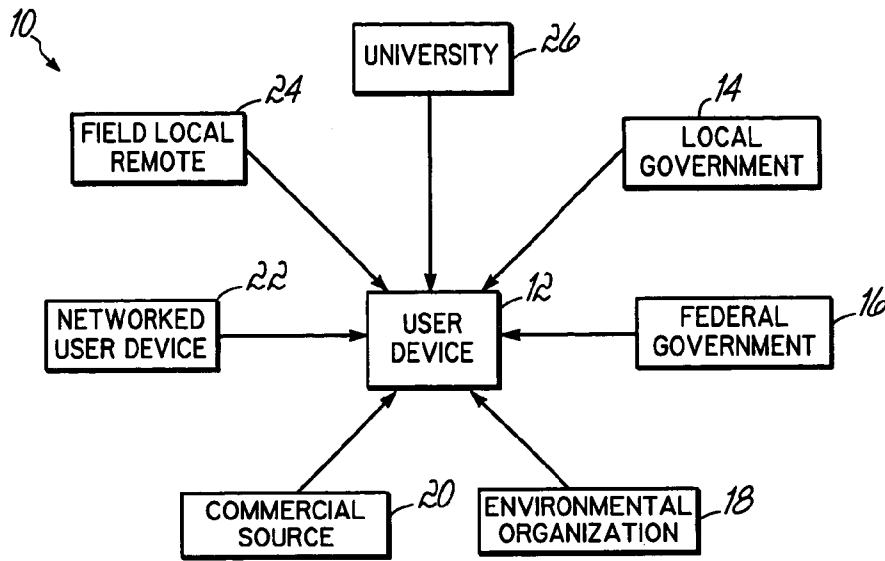 10
UNIVERSITY
26
24
FIELD LOCAL
REMOTE
14
LOCAL
GOVERNMENT
22
NETWORKED
USER DEVICE
12
USER
DEVICE
FEDERAL
GOVERNMENT
16
COMMERCIAL
SOURCE
20
ENVIRONMENTAL
ORGANIZATION
18